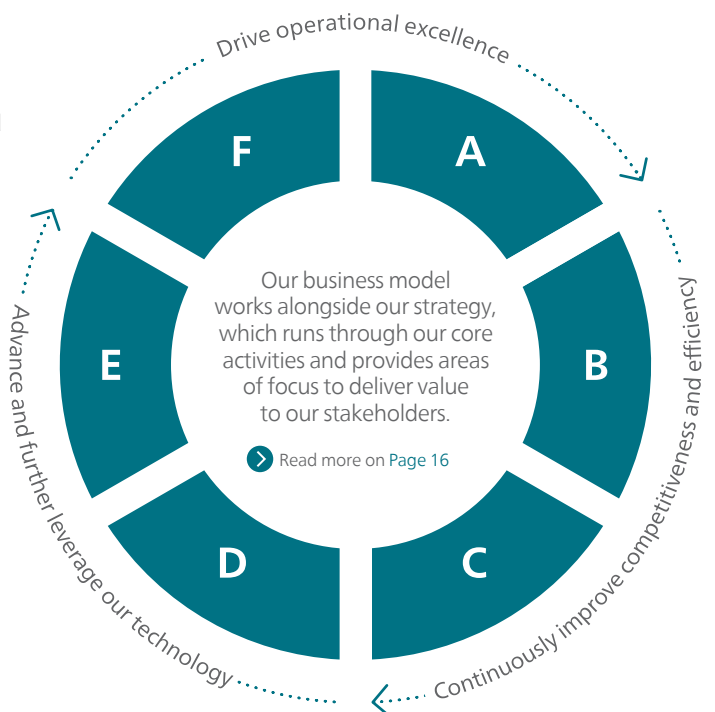 Drive operational excellence
F
A
Our business model
works alongside our strategy,
which runs through our core
activities and provides areas
of focus to deliver value
to our stakeholders.
Read more on Page 16
E
B
D
C
Continuously improve competitiveness and efficiency
Advance and further leverage our technology